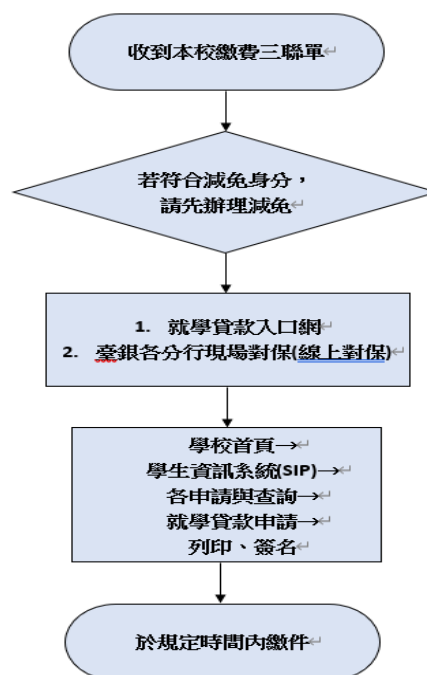 收到本校繳費三聯單↵
若符合減免身分，
請先辦理減免↵
1. 就學貸款入口網↵
2. 臺銀各分行現場對保(線上對保)↵
學校首頁→↵
學生資訊系統(SIP)→↵
各申請與查詢→↵
就學貸款申請→↵
列印、簽名↵
於規定時間內繳件↵